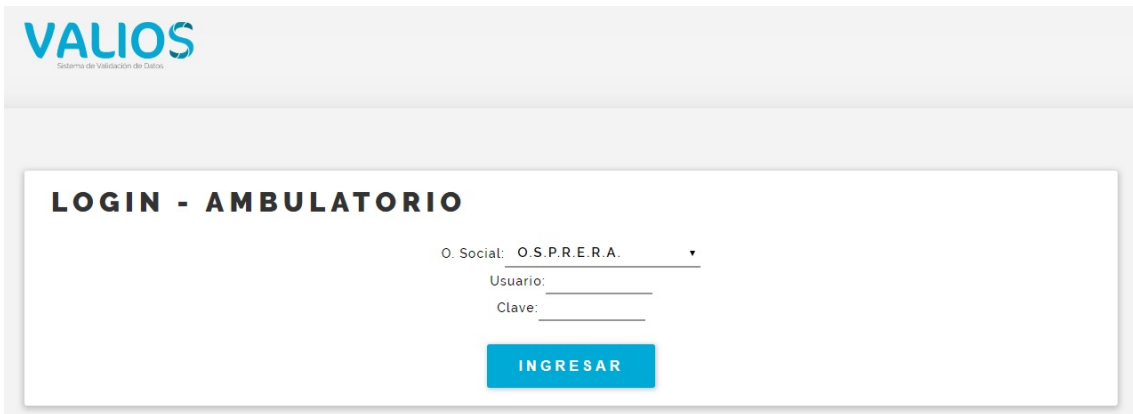 VALIOS
Sistema de Validación de Datos
LOGIN - AMBULATORIO
O. Social: O.S.P.R.E.R.A.
Usuario:
Clave:
INGRESAR